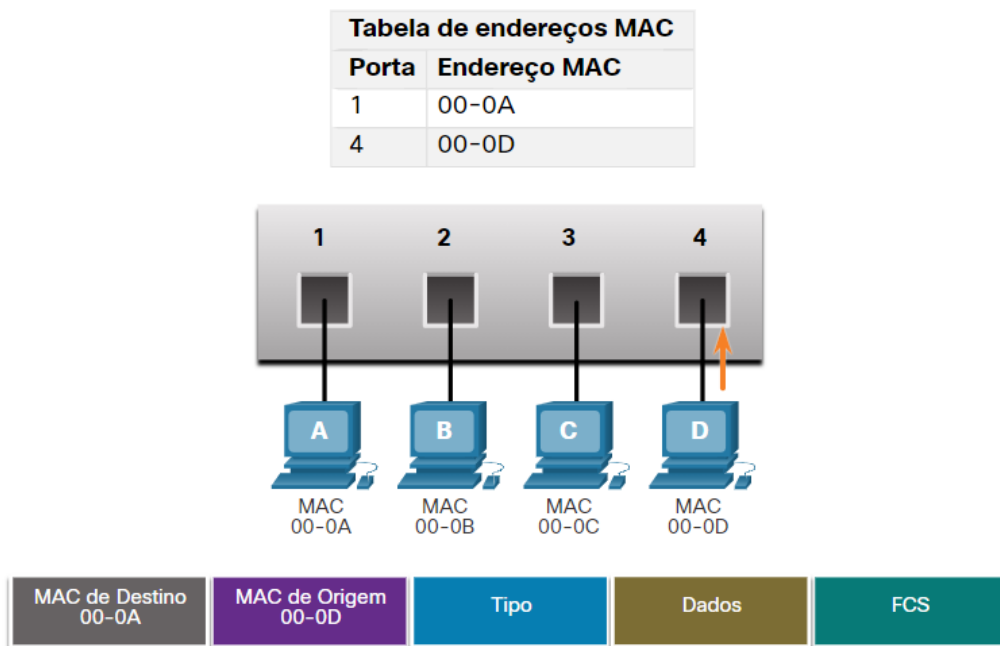 Tabela de endereços MAC
Porta Endereço MAC
1 00-0A
4 00-0D
1 2 3 4
A B C D
MAC MAC MAC MAC
00-0A 00-0B 00-0C 00-0D
MAC de Destino MAC de Origem Tipo Dados FCS
00-0A 00-0D